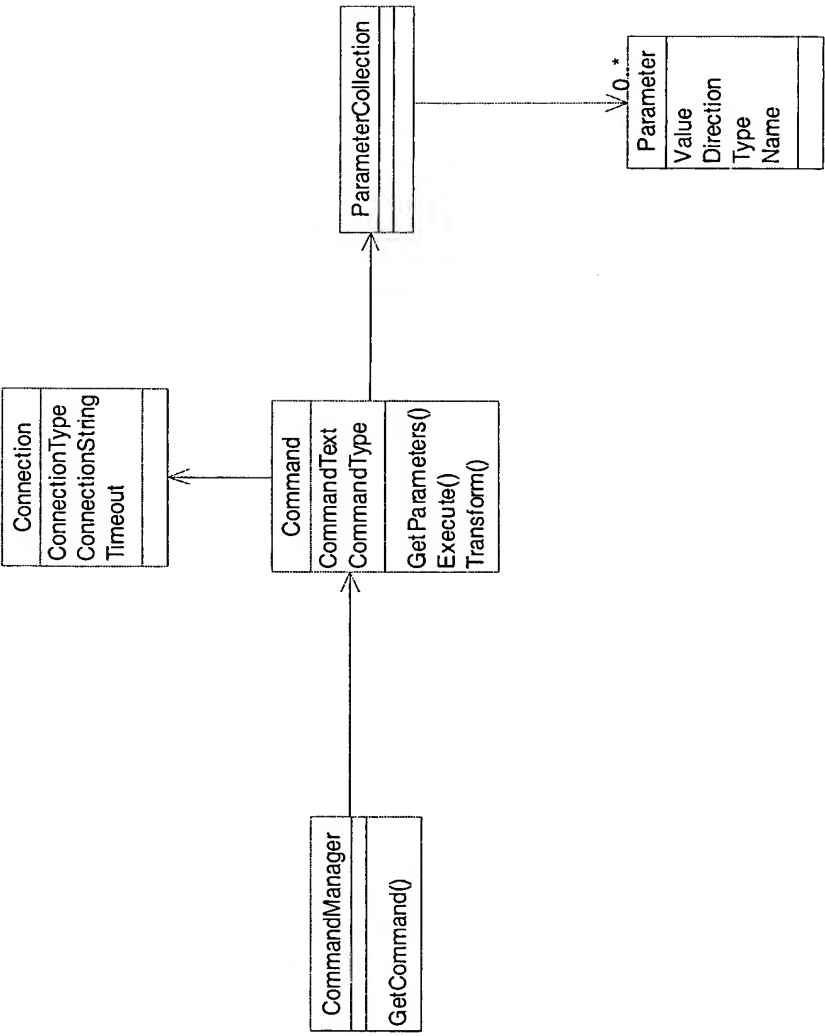 Connection
ConnectionType
ConnectionString
Timeout
CommandManager
GetCommand()
Command
CommandText
CommandType
GetParameters()
Execute()
Transform()
ParameterCollection
0...*
Parameter
Value
Direction
Type
Name